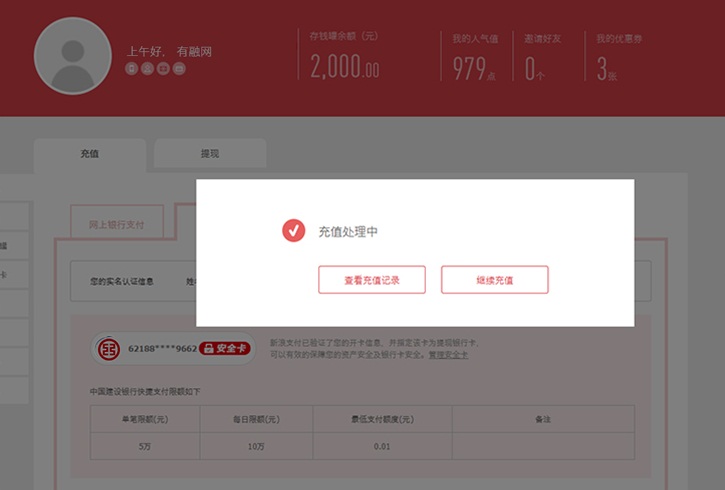 上午好， 有融网
存钱罐余额（元）
2,000.00
我的人气值
979点
邀请好友
0个
我的优惠券
3张
充值
提现
网上银行支付
充值处理中
查看充值记录
继续充值
您的实名认证信息
姓
卡
62188****9662 安全卡
新浪支付已验证了您的开卡信息，并指定该卡为提现银行卡，
可以有效的保障您的资产安全及银行卡安全。管理安全卡
中国建设银行快捷支付限额如下
单笔限额(元) 每日限额(元) 最低支付额度(元) 备注
5万 10万 0.01